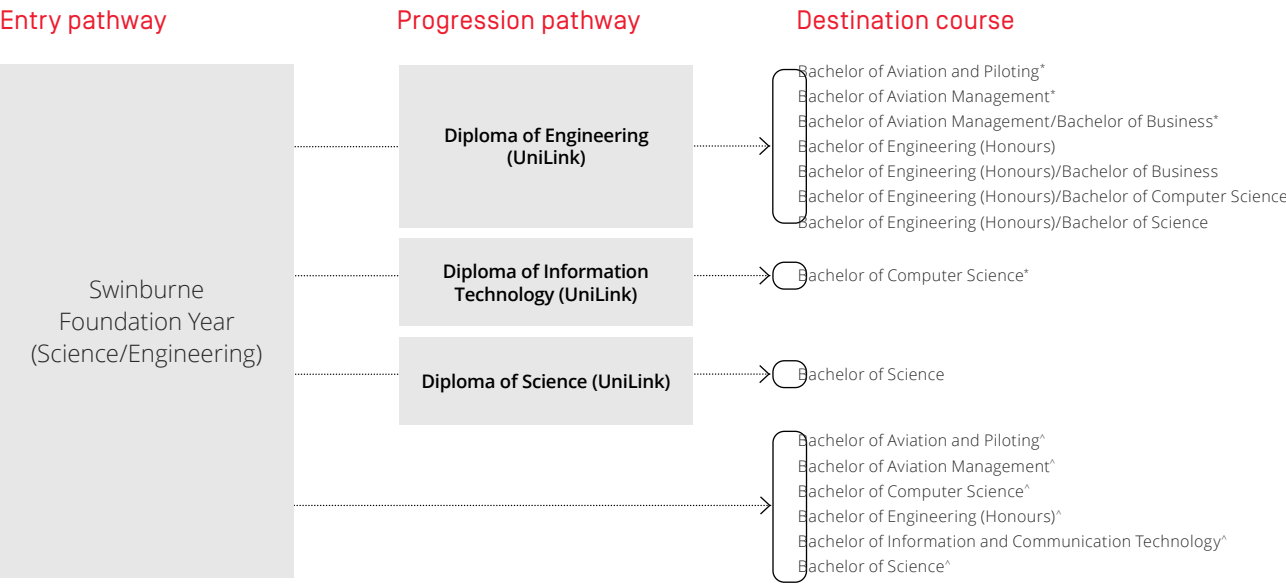 Entry pathway
Progression pathway
Destination course
Swinburne
Foundation Year
(Science/Engineering)
Diploma of Engineering
(UniLink)
Bachelor of Aviation and Piloting*
Bachelor of Aviation Management*
Bachelor of Aviation Management/Bachelor of Business*
Bachelor of Engineering (Honours)
Bachelor of Engineering (Honours)/Bachelor of Business
Bachelor of Engineering (Honours)/Bachelor of Computer Science
Bachelor of Engineering (Honours)/Bachelor of Science
Diploma of Information
Technology (UniLink)
Bachelor of Computer Science*
Diploma of Science (UniLink)
Bachelor of Science
Bachelor of Aviation and Piloting^
Bachelor of Aviation Management^
Bachelor of Computer Science^
Bachelor of Engineering (Honours)^
Bachelor of Information and Communication Technology^
Bachelor of Science^